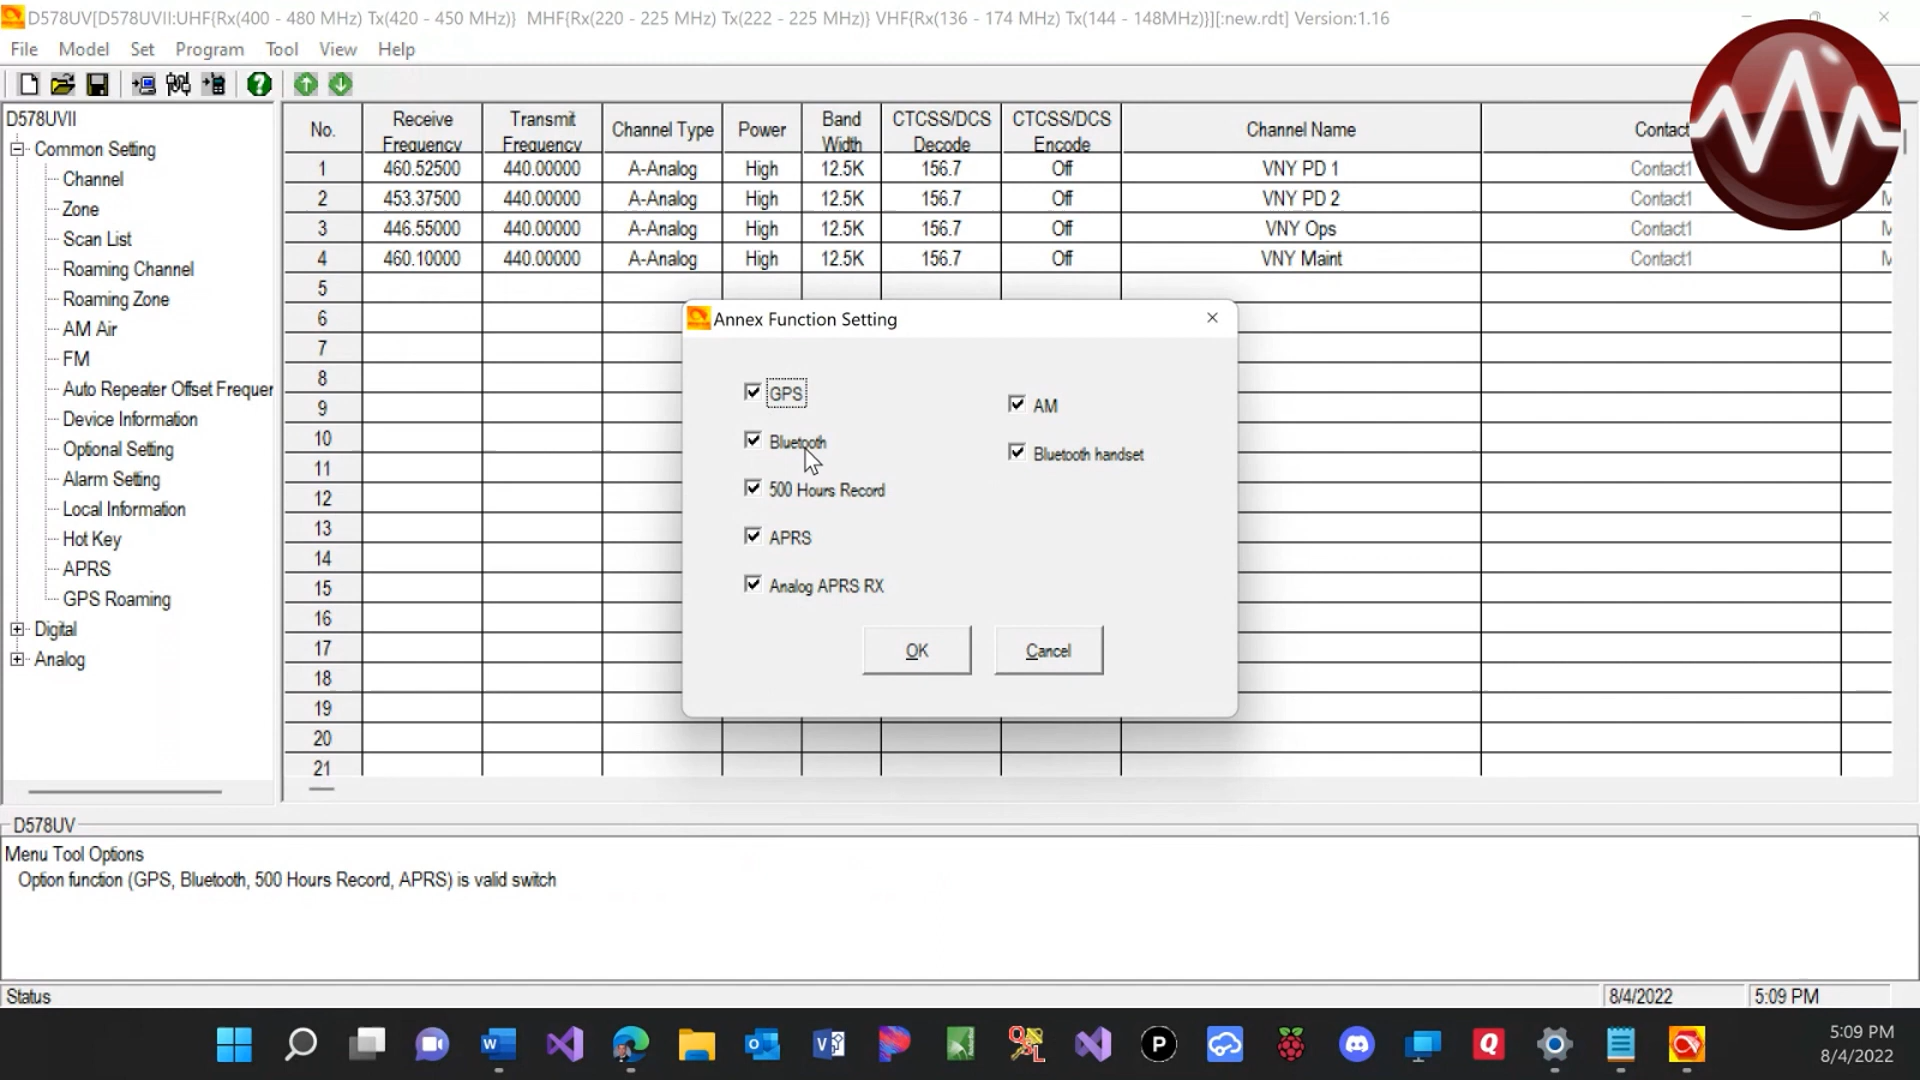 D578UV[D578UVII:UHF{Rx(400 - 480 MHz) Tx(420 - 450 MHz)} MHF{Rx(220 - 225 MHz) Tx(222 - 225 MHz)} VHF{Rx(136 - 174 MHz) Tx(144 - 148MHz)}][:new.rdt] Version:1.16
File Model Set Program Tool View Help
D578UVII
Common Setting
Channel
Zone
Scan List
Roaming Channel
Roaming Zone
AM Air
FM
Auto Repeater Offset Frequer
Device Information
Optional Setting
Alarm Setting
Local Information
Hot Key
APRS
GPS Roaming
Digital
Analog
No. Receive Frequency Transmit Frequency Channel Type Power Band Width CTCSS/DCS Decode CTCSS/DCS Encode Channel Name Contact
1 460.52500 440.00000 A-Analog High 12.5K 156.7 Off VNY PD 1 Contact1
2 453.37500 440.00000 A-Analog High 12.5K 156.7 Off VNY PD 2 Contact1 M
3 446.55000 440.00000 A-Analog High 12.5K 156.7 Off VNY Ops Contact1 M
4 460.10000 440.00000 A-Analog High 12.5K 156.7 Off VNY Maint Contact1 M
5
6
7
8
9
10
11
12
13
14
15
16
17
18
19
20
21
Annex Function Setting
GPS
Bluetooth
500 Hours Record
APRS
Analog APRS RX
AM
Bluetooth handset
OK Cancel
D578UV
Menu Tool Options
Option function (GPS, Bluetooth, 500 Hours Record, APRS) is valid switch
Status 8/4/2022 5:09 PM
5:09 PM
8/4/2022